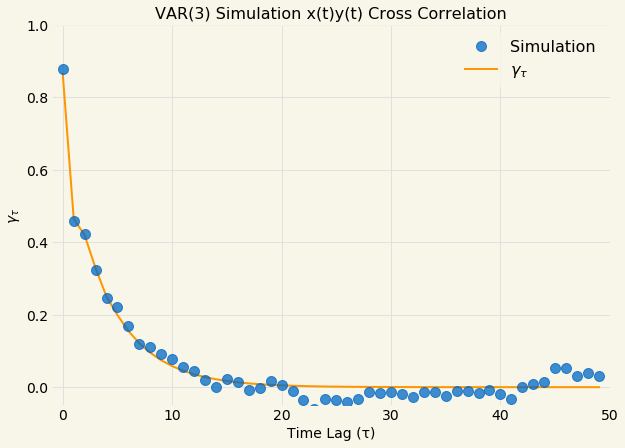 VAR(3) Simulation x(t)y(t) Cross Correlation
Simulation
γτ
γτ
1.0
0.8
0.6
0.4
0.2
0.0
0 10 20 30 40 50
Time Lag (τ)